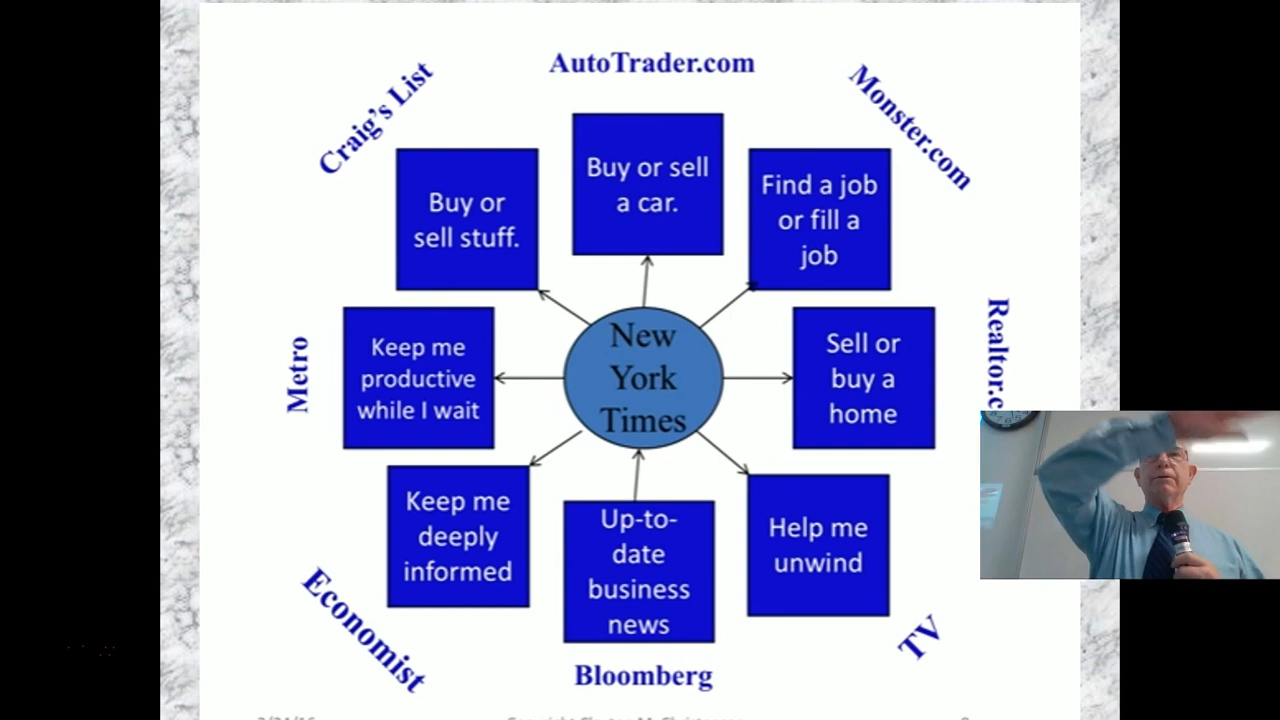 AutoTrader.com
Craig's List
Monster.com
Buy or sell
a car.
Buy or
sell stuff.
Find a job
or fill a
job
New
York
Times
Metro
Keep me
productive
while I wait
Sell or
buy a
home
Realtor.c
Keep me
deeply
informed
Up-to-
date
business
news
Help me
unwind
Economist
Bloomberg
TV